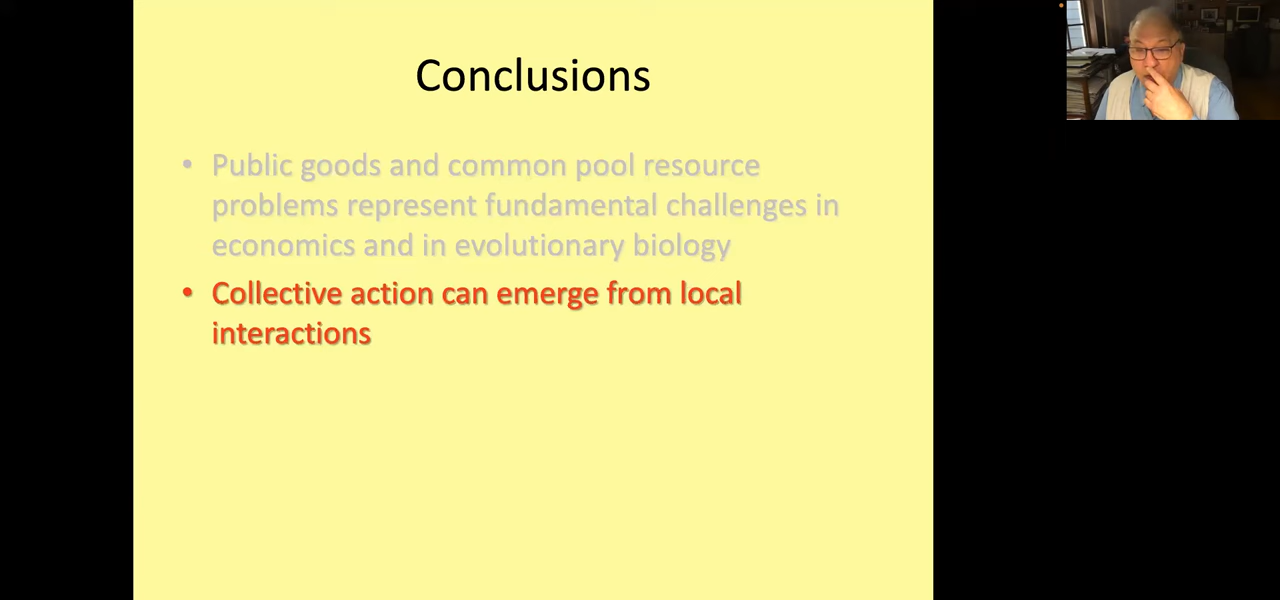 Conclusions
• Public goods and common pool resource
problems represent fundamental challenges in
economics and in evolutionary biology
• Collective action can emerge from local
interactions